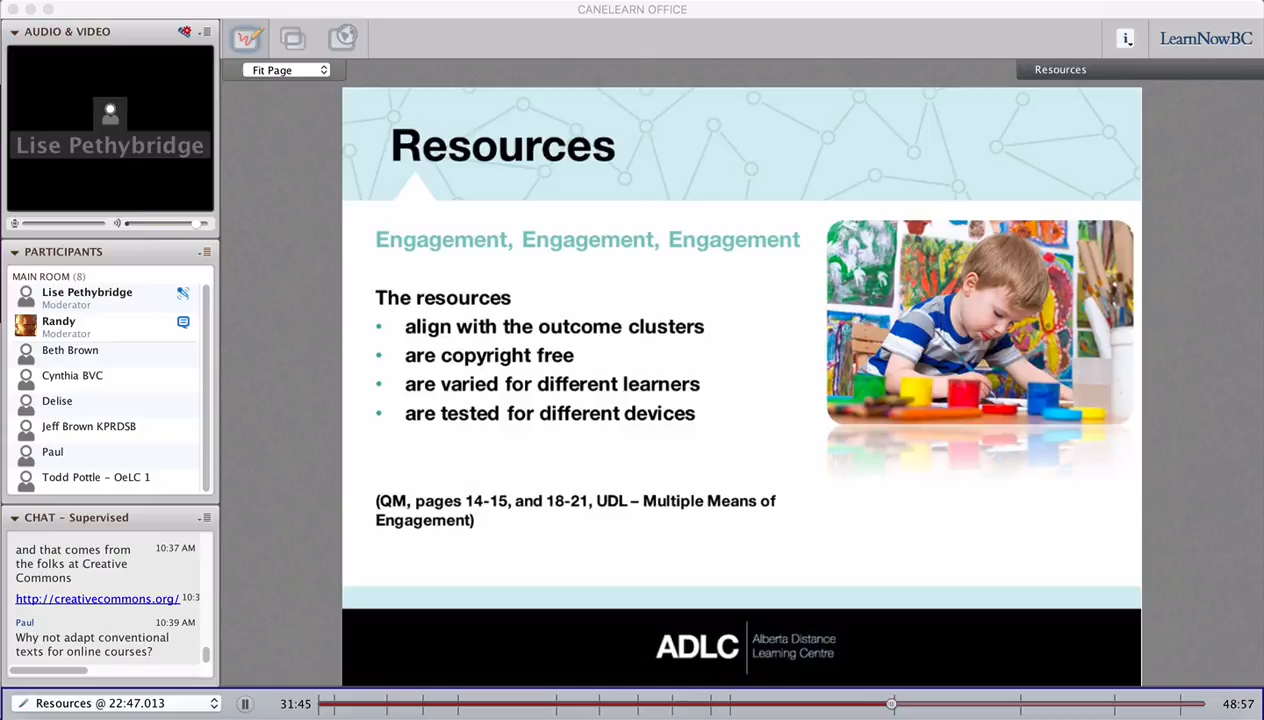 CANELEARN OFFICE
AUDIO & VIDEO
Lise Pethybridge
PARTICIPANTS
MAIN ROOM (8)
Lise Pethybridge
Moderator
Randy
Moderator
Beth Brown
Cynthia BVC
Delise
Jeff Brown KPRDSB
Paul
Todd Pottle - OeLC 1
CHAT - Supervised
and that comes from 10:37 AM
the folks at Creative
Commons
http://creativecommons.org/ 10:3
Paul 10:39 AM
Why not adapt conventional
texts for online courses?
Fit Page
i
LearnNowBC
Resources
Resources
Engagement, Engagement, Engagement
The resources
• align with the outcome clusters
• are copyright free
• are varied for different learners
• are tested for different devices
(QM, pages 14-15, and 18-21, UDL – Multiple Means of
Engagement)
ADLC Alberta Distance
Learning Centre
Resources @ 22:47.013
31:45
48:57